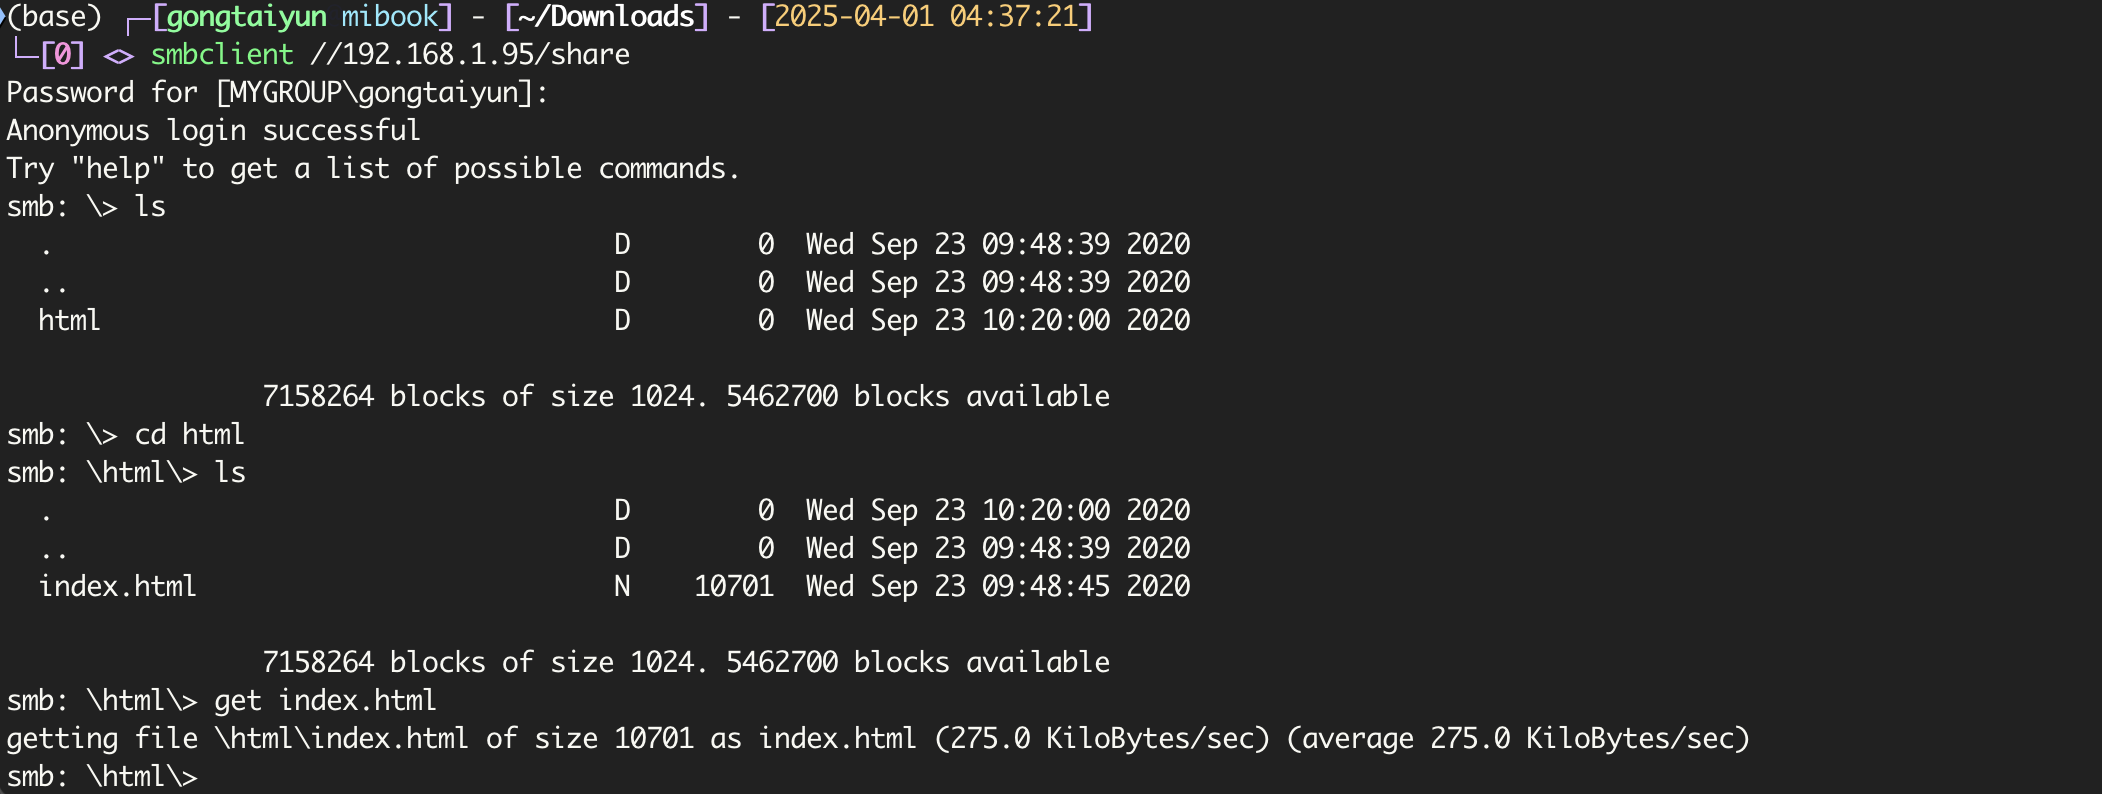 (base) ┌─[gongtaiyun mibook] - [~/Downloads] - [2025-04-01 04:37:21]
└─[0] <> smbclient //192.168.1.95/share
Password for [MYGROUP\gongtaiyun]:
Anonymous login successful
Try "help" to get a list of possible commands.
smb: \> ls
  .                                   D        0  Wed Sep 23 09:48:39 2020
  ..                                  D        0  Wed Sep 23 09:48:39 2020
  html                                D        0  Wed Sep 23 10:20:00 2020
                7158264 blocks of size 1024. 5462700 blocks available
smb: \> cd html
smb: \html\> ls
  .                                   D        0  Wed Sep 23 10:20:00 2020
  ..                                  D        0  Wed Sep 23 09:48:39 2020
  index.html                          N    10701  Wed Sep 23 09:48:45 2020
                7158264 blocks of size 1024. 5462700 blocks available
smb: \html\> get index.html
getting file \html\index.html of size 10701 as index.html (275.0 KiloBytes/sec) (average 275.0 KiloBytes/sec)
smb: \html\>